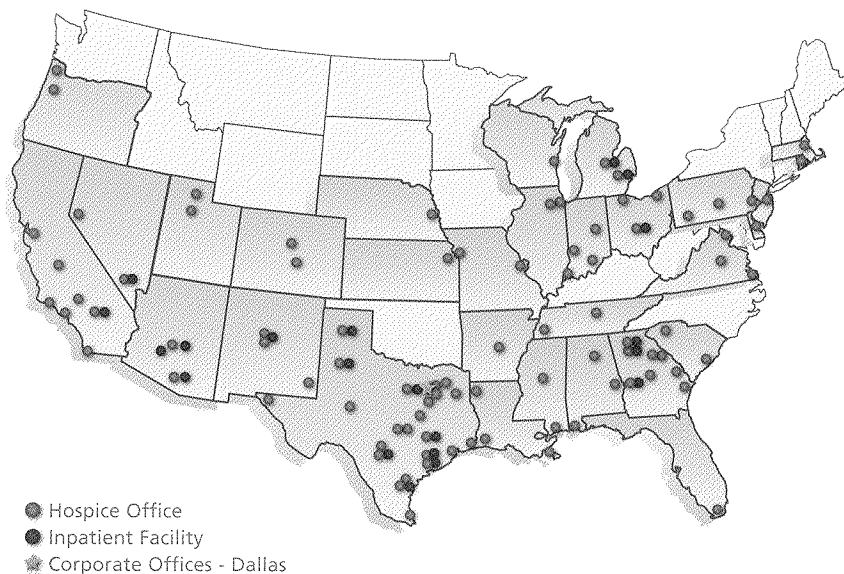 Hospice Office
Inpatient Facility
Corporate Offices - Dallas